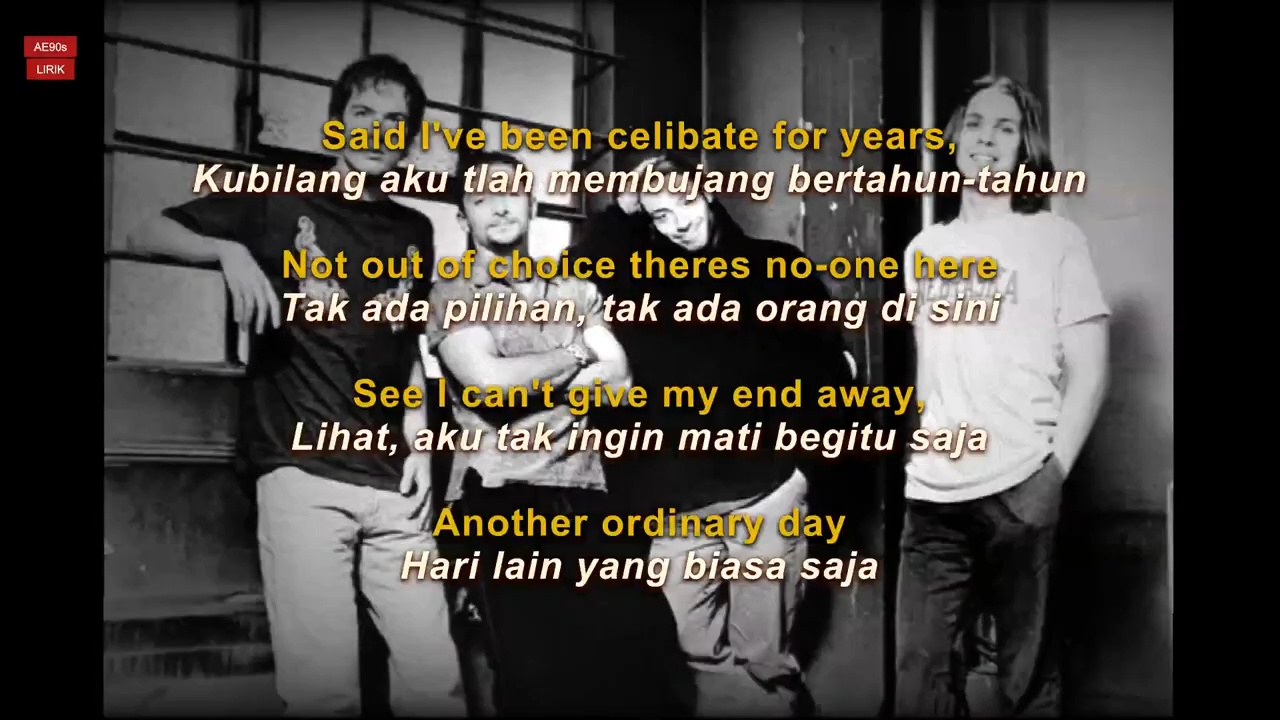 AE90s
LIRIK
Said I've been celibate for years,
Kubilang aku tlah membujang bertahun-tahun
Not out of choice theres no-one here
Tak ada pilihan, tak ada orang di sini
See I can't give my end away,
Lihat, aku tak ingin mati begitu saja
Another ordinary day
Hari lain yang biasa saja